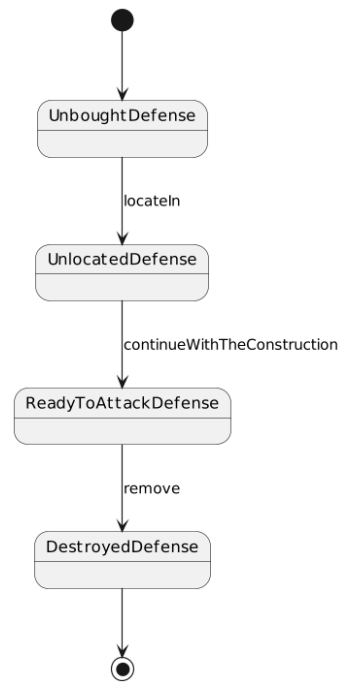 UnboughtDefense
locateIn
UnlocatedDefense
continueWithTheConstruction
ReadyToAttackDefense
remove
DestroyedDefense